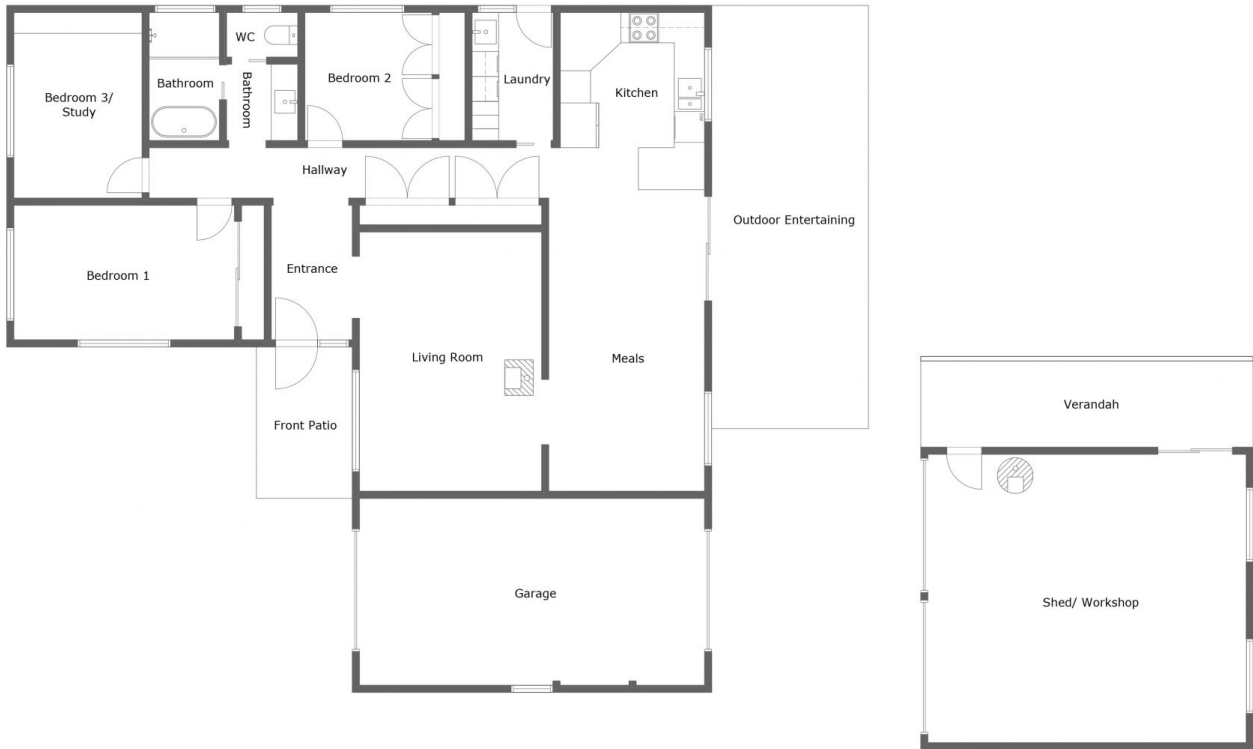 WC
Bedroom 3/
Study
Bathroom
Bathroom
Bedroom 2
Laundry
Kitchen
Hallway
Outdoor Entertaining
Bedroom 1
Entrance
Living Room
Meals
Front Patio
Verandah
Garage
Shed/ Workshop